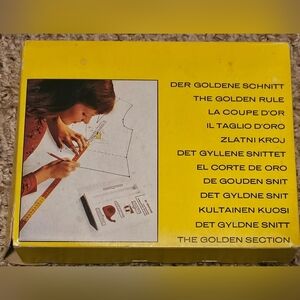 DER GOLDENE SCHNITT
THE GOLDEN RULE
LA COUPE D'OR
IL TAGLIO D'ORO
ZLATNI KROJ
DET GYLLENE SNITTET
EL CORTE DE ORO
DE GOUDEN SNIT
DET GYLDNE SNIT
KULTAINEN KUOSI
DET GYLDNE SNITT
THE GOLDEN SECTION